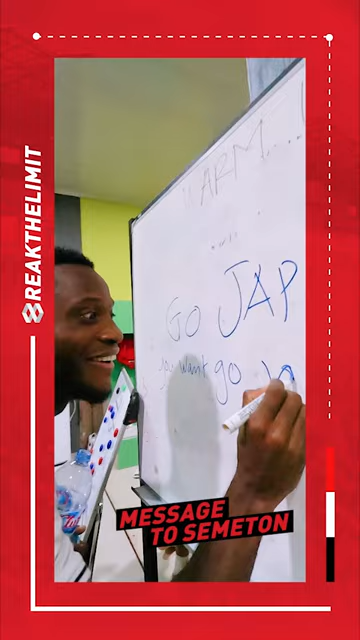 BREAKTHELIMIT
ARM....!
GO JAP
you want go
MESSAGE
TO SEMETON